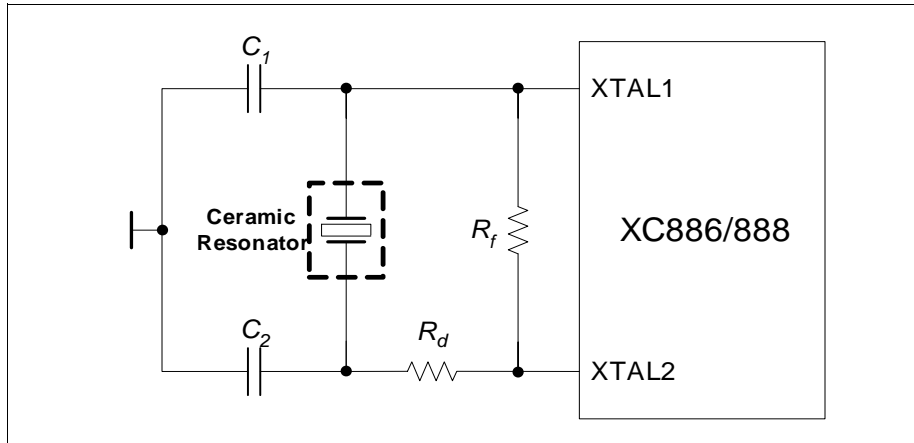 C1
XTAL1
Ceramic
Resonator
Rf
XC886/888
C2
Rd
XTAL2